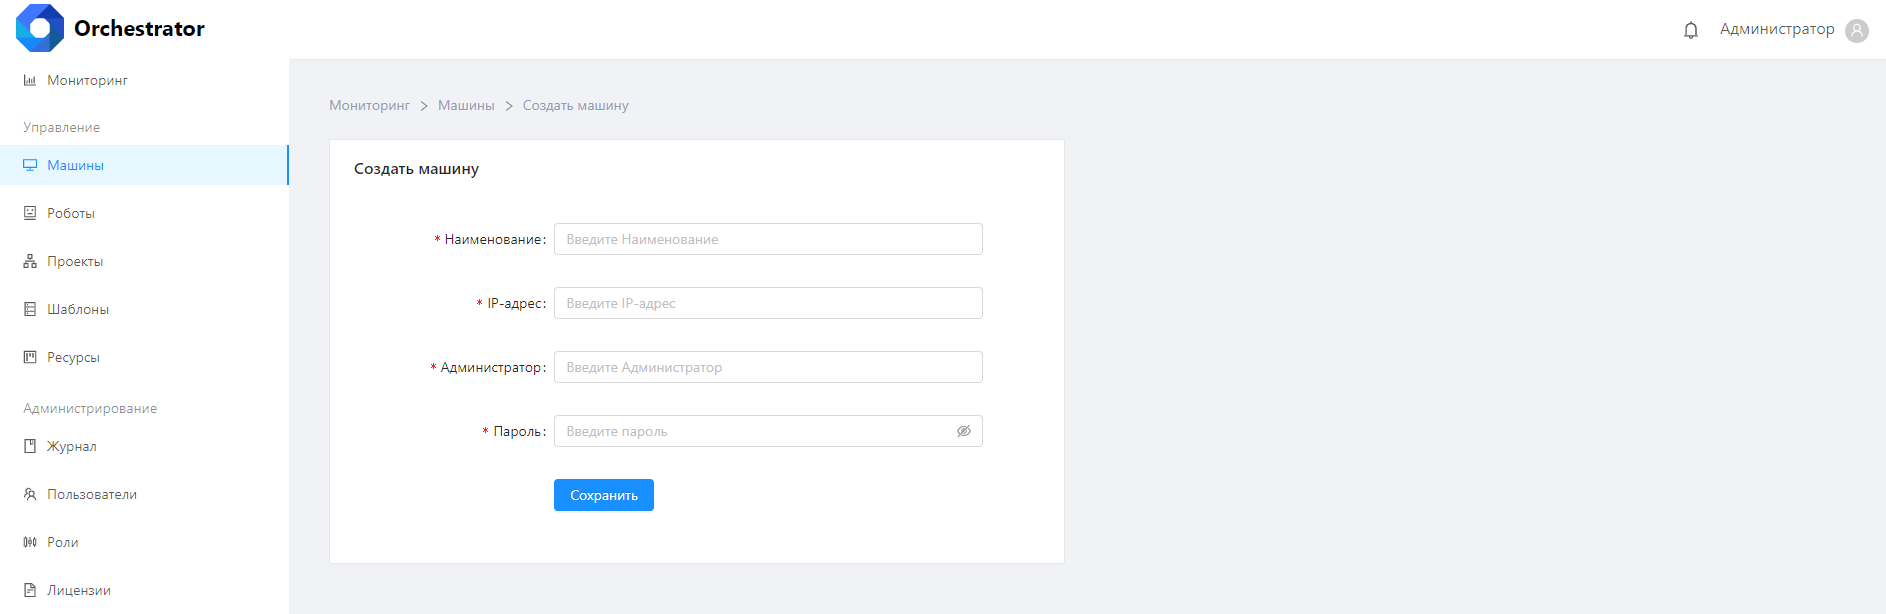 Orchestrator
Администратор
Мониторинг
Управление
Машины
Роботы
Проекты
Шаблоны
Ресурсы
Администрирование
Журнал
Пользователи
Роли
Лицензии
Мониторинг > Машины > Создать машину
Создать машину
* Наименование: Введите Наименование
* IP-адрес: Введите IP-адрес
* Администратор: Введите Администратор
* Пароль: Введите пароль
Сохранить